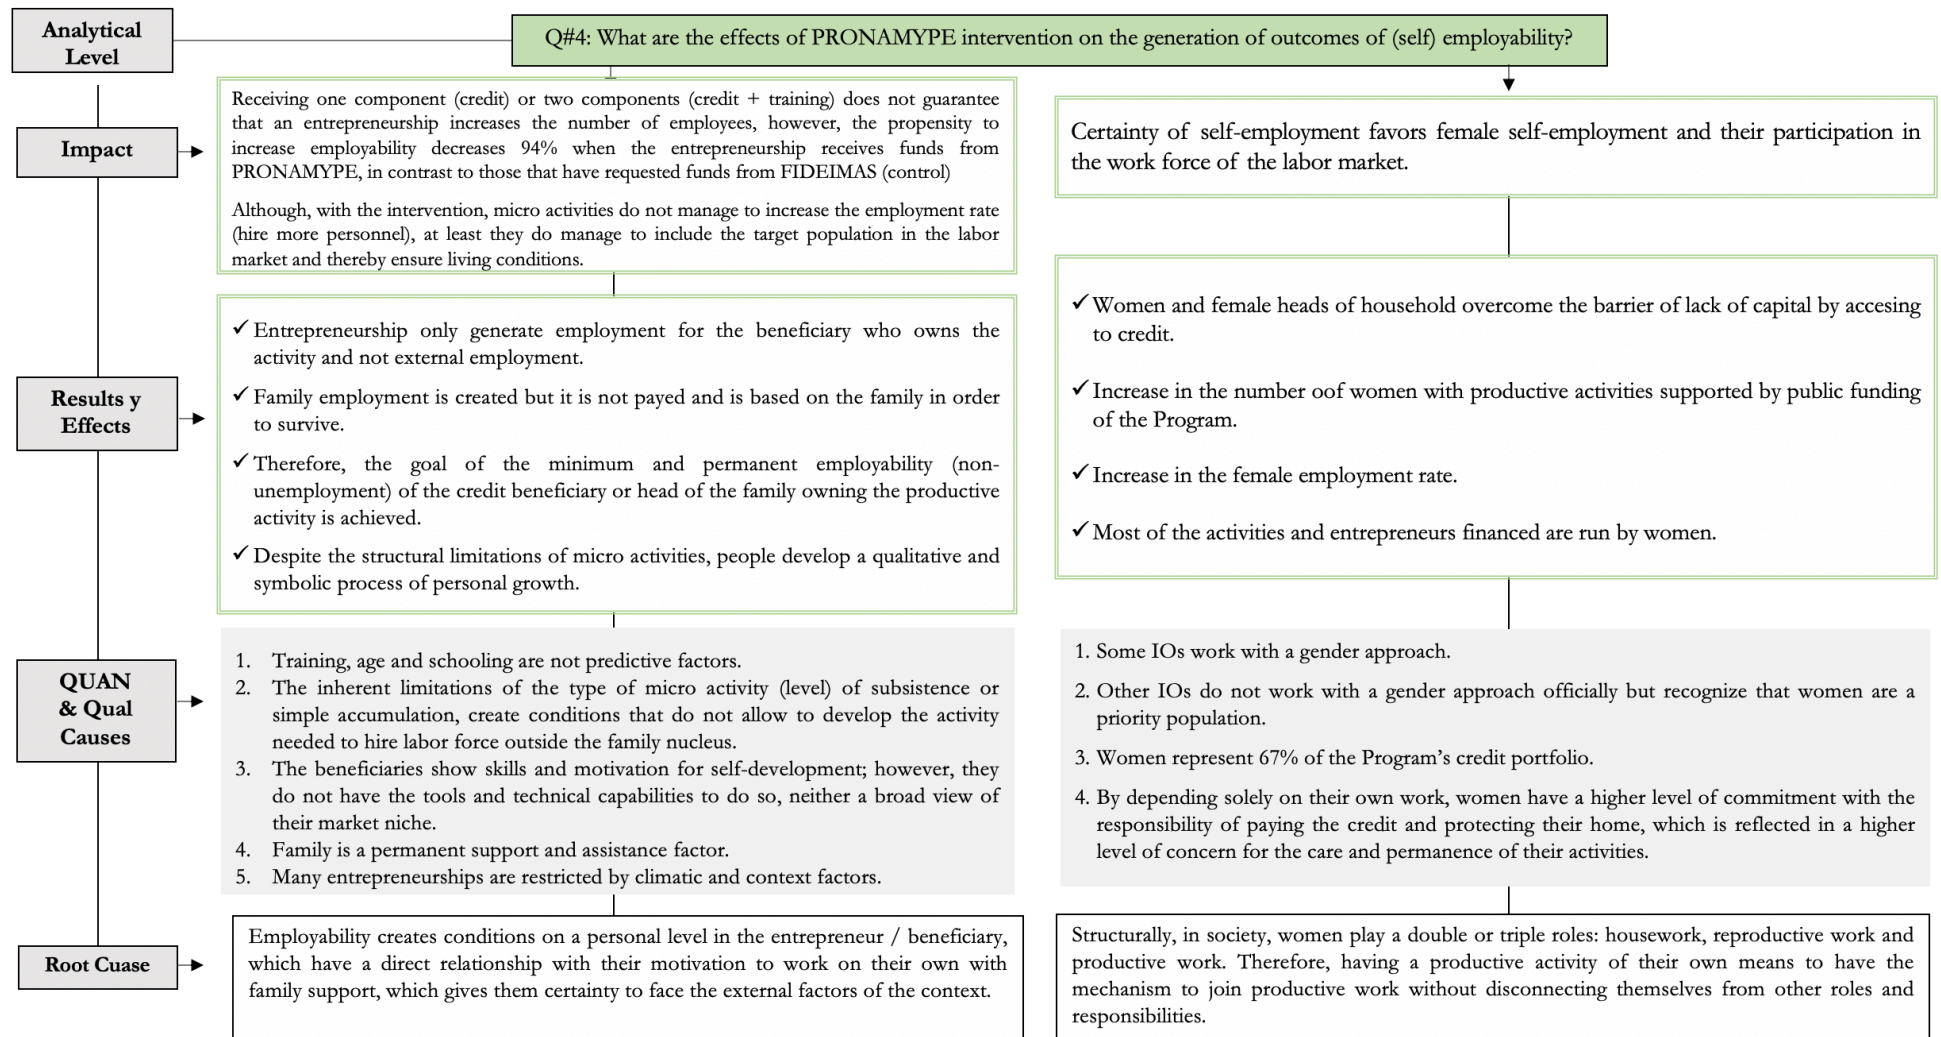 Analytical
Level
Q#4: What are the effects of PRONAMYPE intervention on the generation of outcomes of (self) employability?
Impact
Receiving one component (credit) or two components (credit + training) does not guarantee
that an entrepreneurship increases the number of employees, however, the propensity to
increase employability decreases 94% when the entrepreneurship receives funds from
PRONAMYPE, in contrast to those that have requested funds from FIDEIMAS (control)
Although, with the intervention, micro activities do not manage to increase the employment rate
(hire more personnel), at least they do manage to include the target population in the labor
market and thereby ensure living conditions.
Certainty of self-employment favors female self-employment and their participation in
the work force of the labor market.
Results y
Effects
✓ Entrepreneurship only generate employment for the beneficiary who owns the
activity and not external employment.
✓ Family employment is created but it is not payed and is based on the family in order
to survive.
✓ Therefore, the goal of the minimum and permanent employability (non-
unemployment) of the credit beneficiary or head of the family owning the productive
activity is achieved.
✓ Despite the structural limitations of micro activities, people develop a qualitative and
symbolic process of personal growth.
✓ Women and female heads of household overcome the barrier of lack of capital by accesing
to credit.
✓ Increase in the number oof women with productive activities supported by public funding
of the Program.
✓ Increase in the female employment rate.
✓ Most of the activities and entrepreneurs financed are run by women.
QUAN
& Qual
Causes
1. Training, age and schooling are not predictive factors.
2. The inherent limitations of the type of micro activity (level) of subsistence or
simple accumulation, create conditions that do not allow to develop the activity
needed to hire labor force outside the family nucleus.
3. The beneficiaries show skills and motivation for self-development; however, they
do not have the tools and technical capabilities to do so, neither a broad view of
their market niche.
4. Family is a permanent support and assistance factor.
5. Many entrepreneurships are restricted by climatic and context factors.
1. Some IOs work with a gender approach.
2. Other IOs do not work with a gender approach officially but recognize that women are a
priority population.
3. Women represent 67% of the Program's credit portfolio.
4. By depending solely on their own work, women have a higher level of commitment with the
responsibility of paying the credit and protecting their home, which is reflected in a higher
level of concern for the care and permanence of their activities.
Root Cuase
Employability creates conditions on a personal level in the entrepreneur / beneficiary,
which have a direct relationship with their motivation to work on their own with
family support, which gives them certainty to face the external factors of the context.
Structurally, in society, women play a double or triple roles: housework, reproductive work and
productive work. Therefore, having a productive activity of their own means to have the
mechanism to join productive work without disconnecting themselves from other roles and
responsibilities.